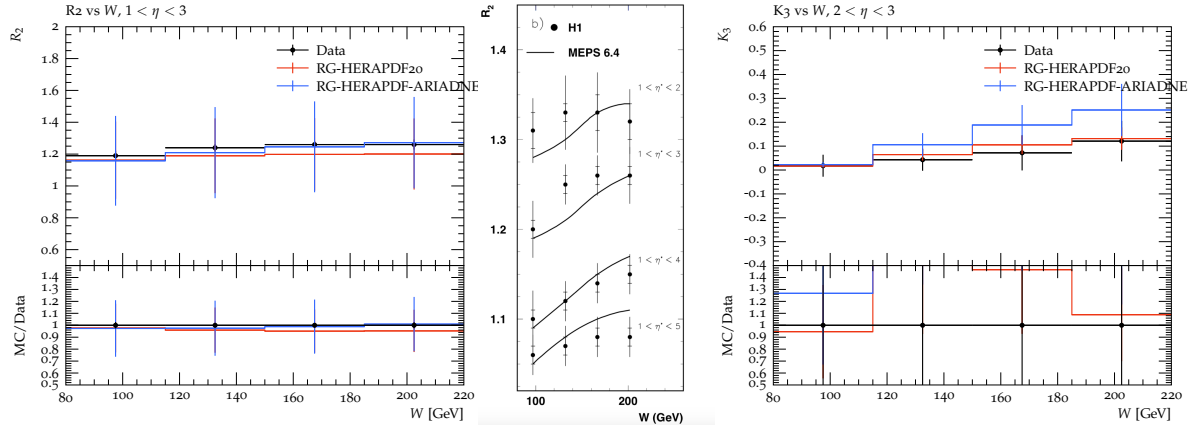 R2 vs W, 1 < η < 3
R₂
2
1.8
1.6
1.4
1.2
1
0.8
0.6
Data
RG-HERAPDF20
RG-HERAPDF-ARIADNE
MC/Data
1.4
1.3
1.2
1.1
1
0.9
0.8
0.7
0.6
0.5
80 100 120 140 160 180 200 220
W [GeV]
R₂
b)
H1
MEPS 6.4
1.4
1.3
1.2
1.1
1 < η* < 2
1 < η* < 3
1 < η* < 4
1 < η* < 5
100 200
W (GeV)
K3 vs W, 2 < η < 3
K₃
0.6
0.5
0.4
0.3
0.2
0.1
0
-0.1
-0.2
-0.3
-0.4
Data
RG-HERAPDF20
RG-HERAPDF-ARIADNE
MC/Data
1.4
1.3
1.2
1.1
1
0.9
0.8
0.7
0.6
0.5
80 100 120 140 160 180 200 220
W [GeV]